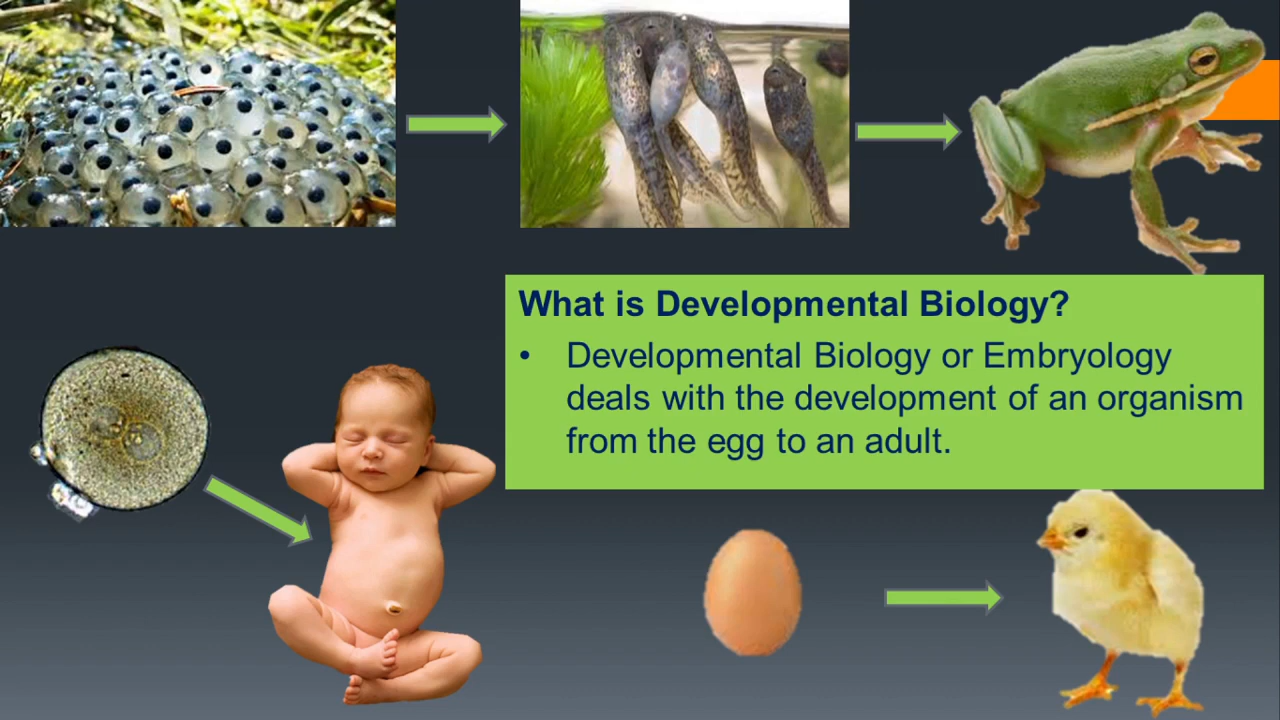 What is Developmental Biology?
• Developmental Biology or Embryology
deals with the development of an organism
from the egg to an adult.